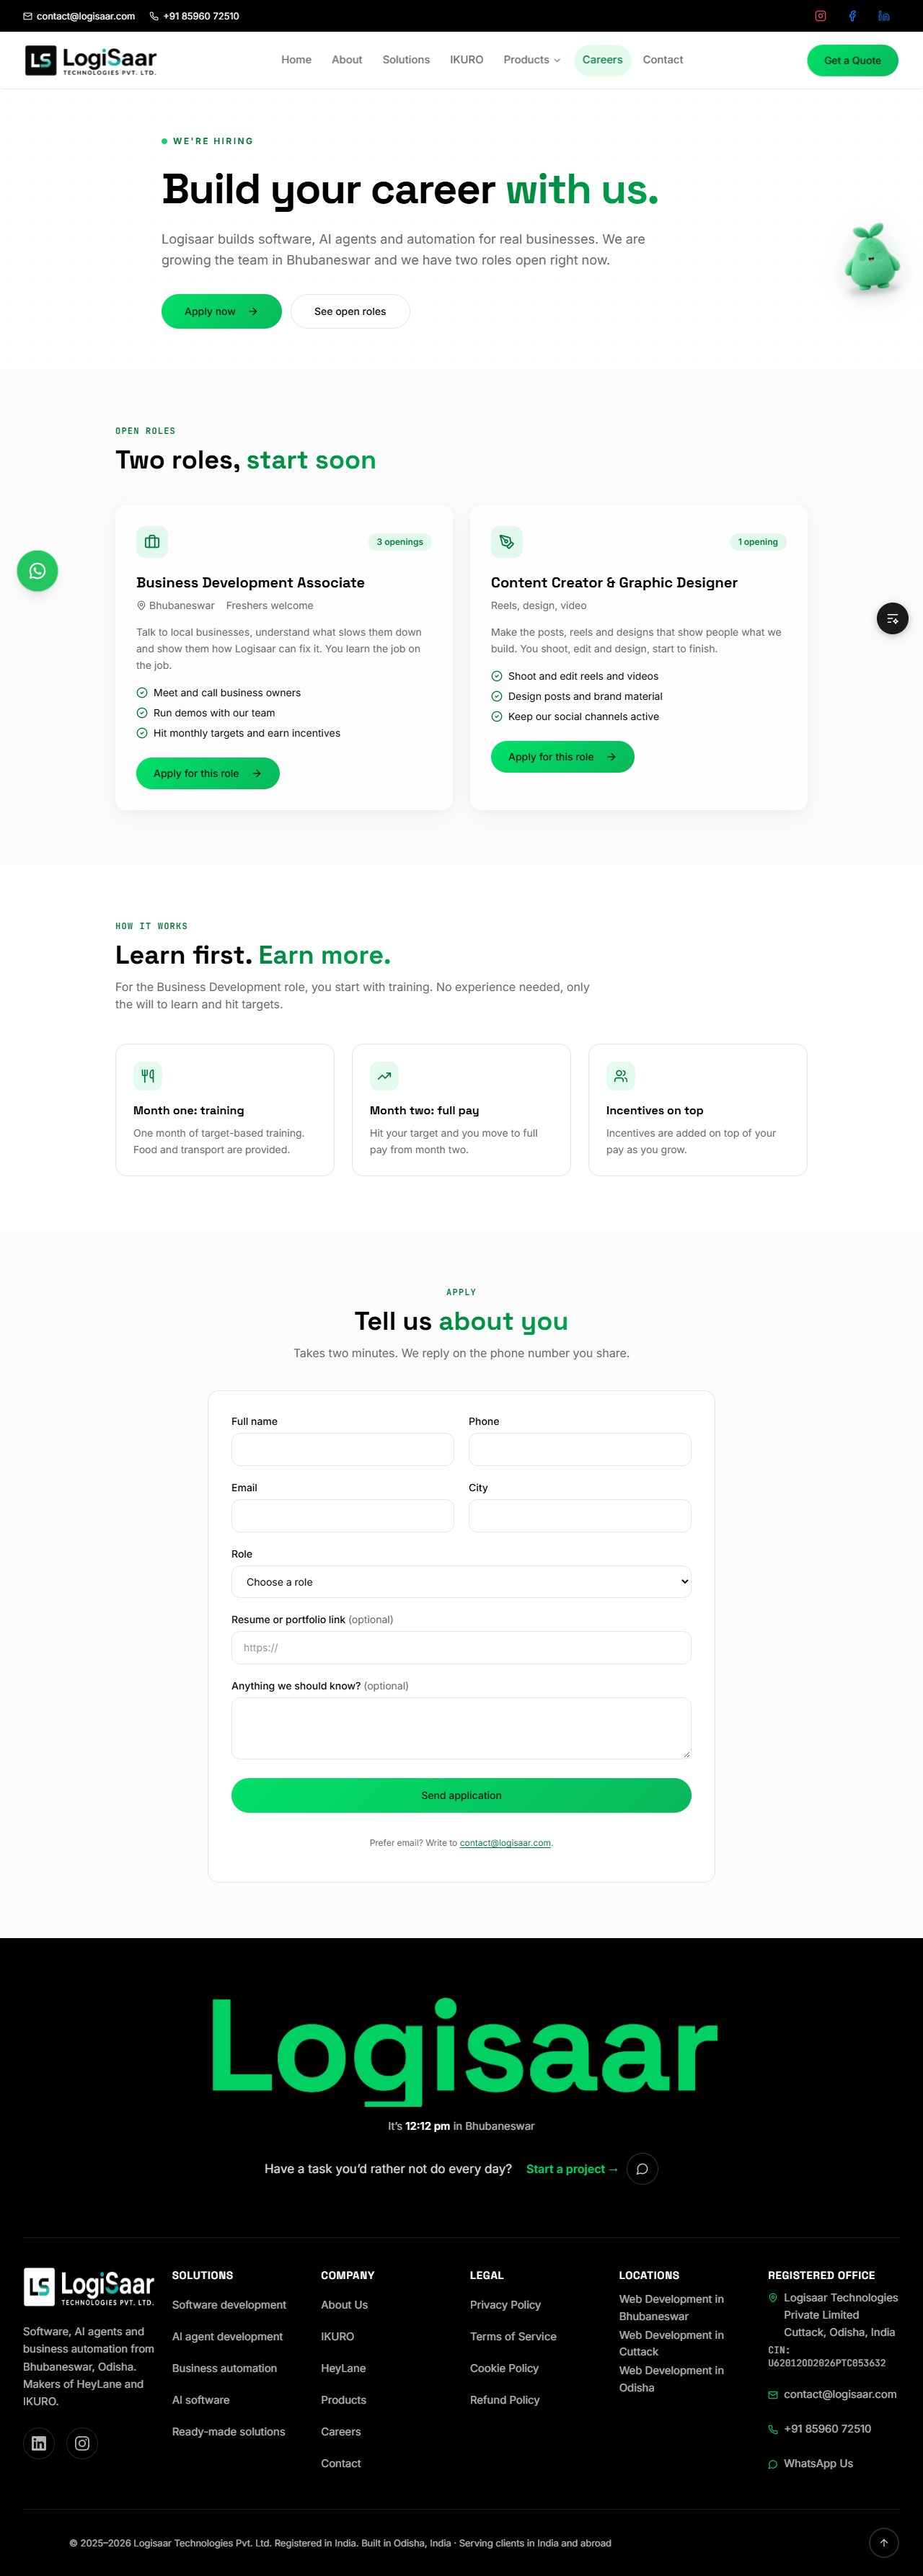 contact@logisaar.com +91 85960 72510
LS LogiSaar
TECHNOLOGIES PVT. LTD.
Home About Solutions IKURO Products Careers Contact
Get a Quote
WE'RE HIRING
Build your career with us.
Logisaar builds software, AI agents and automation for real businesses. We are
growing the team in Bhubaneswar and we have two roles open right now.
Apply now → See open roles
OPEN ROLES
Two roles, start soon
3 openings
Business Development Associate
Bhubaneswar Freshers welcome
Talk to local businesses, understand what slows them down
and show them how Logisaar can fix it. You learn the job on
the job.
Meet and call business owners
Run demos with our team
Hit monthly targets and earn incentives
Apply for this role →
1 opening
Content Creator & Graphic Designer
Reels, design, video
Make the posts, reels and designs that show people what we
build. You shoot, edit and design, start to finish.
Shoot and edit reels and videos
Design posts and brand material
Keep our social channels active
Apply for this role →
HOW IT WORKS
Learn first. Earn more.
For the Business Development role, you start with training. No experience needed, only
the will to learn and hit targets.
Month one: training
One month of target-based training.
Food and transport are provided.
Month two: full pay
Hit your target and you move to full
pay from month two.
Incentives on top
Incentives are added on top of your
pay as you grow.
APPLY
Tell us about you
Takes two minutes. We reply on the phone number you share.
Full name Phone
Email City
Role
Choose a role
Resume or portfolio link (optional)
https://
Anything we should know? (optional)
Send application
Prefer email? Write to contact@logisaar.com.
Logisaar
It's 12:12 pm in Bhubaneswar
Have a task you'd rather not do every day? Start a project →
LS LogiSaar
TECHNOLOGIES PVT. LTD.
Software, AI agents and
business automation from
Bhubaneswar, Odisha.
Makers of HeyLane and
IKURO.
SOLUTIONS
Software development
AI agent development
Business automation
AI software
Ready-made solutions
COMPANY
About Us
IKURO
HeyLane
Products
Careers
Contact
LEGAL
Privacy Policy
Terms of Service
Cookie Policy
Refund Policy
LOCATIONS
Web Development in
Bhubaneswar
Web Development in
Cuttack
Web Development in
Odisha
REGISTERED OFFICE
Logisaar Technologies
Private Limited
Cuttack, Odisha, India
CIN:
U62012OD2026PTC053632
contact@logisaar.com
+91 85960 72510
WhatsApp Us
© 2025–2026 Logisaar Technologies Pvt. Ltd. Registered in India. Built in Odisha, India · Serving clients in India and abroad